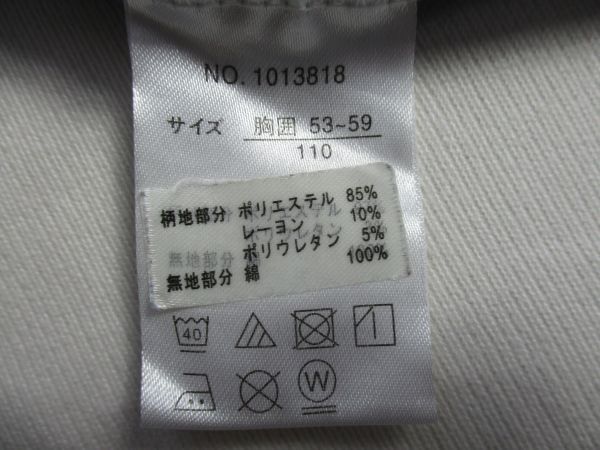 NO. 1013818
サイズ 胸囲 53~59
110
柄地部分 ポリエステル 85%
レーヨン 10%
ポリウレタン 5%
無地部分 綿 100%
40
W